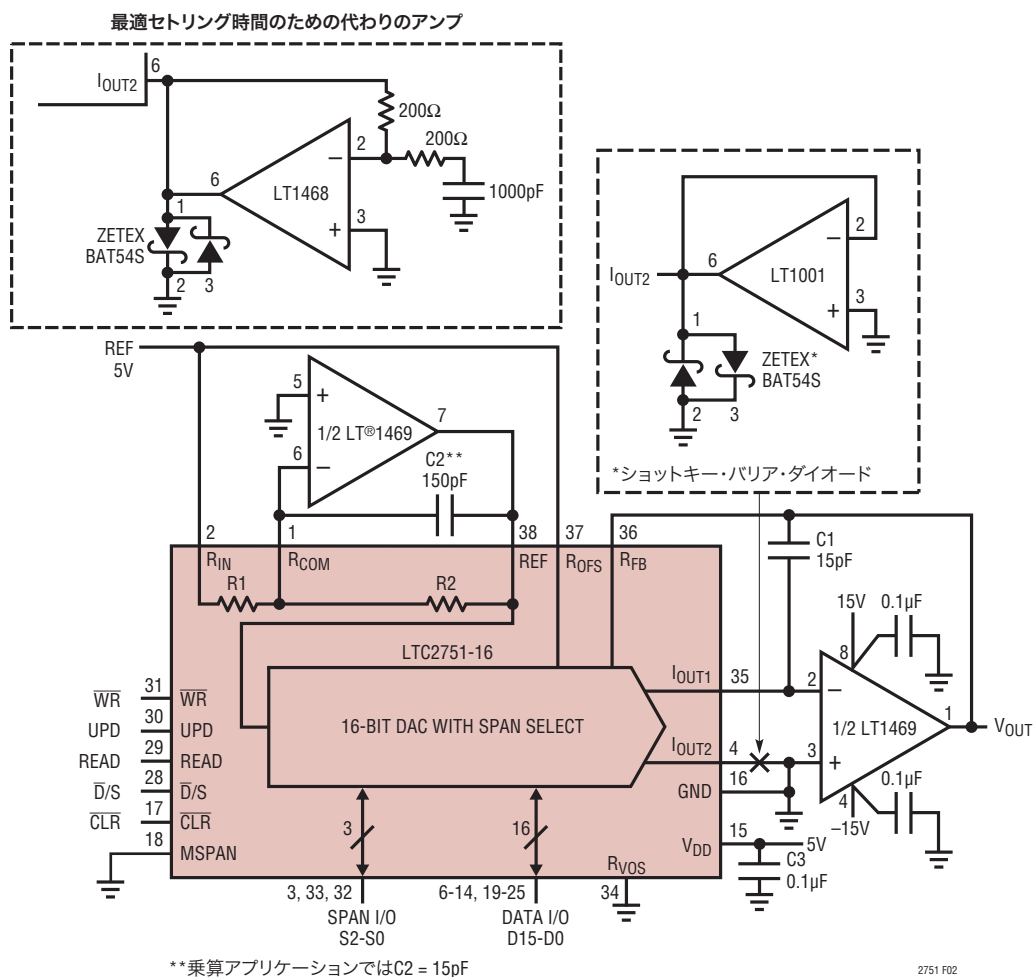 最適セトリング時間のための代わりのアンプ
6
IOUT2
200Ω
200Ω
2
−
6
LT1468
1000pF
3
+
1
ZETEX
BAT54S
2
3
2
−
6
IOUT2
LT1001
3
+
1
ZETEX*
BAT54S
2
3
*ショットキー・バリア・ダイオード
REF
5V
5
+
7
1/2 LT®1469
6
−
C2**
150pF
2
1
38
37
36
RIN
RCOM
REF
ROFS
RFB
C1
15pF
R1
R2
LTC2751-16
16-BIT DAC WITH SPAN SELECT
15V
0.1µF
8
IOUT1
35
2
−
1
1/2 LT1469
VOUT
IOUT2
4
3
+
16
GND
0.1µF
4
−15V
WR
31
WR
UPD
30
UPD
READ
29
READ
D/S
28
D/S
CLR
17
CLR
18
MSPAN
3
16
VDD
15
5V
C3
0.1µF
RVOS
34
3, 33, 32
SPAN I/O
S2-S0
6-14, 19-25
DATA I/O
D15-D0
**乗算アプリケーションではC2 = 15pF
2751 F02